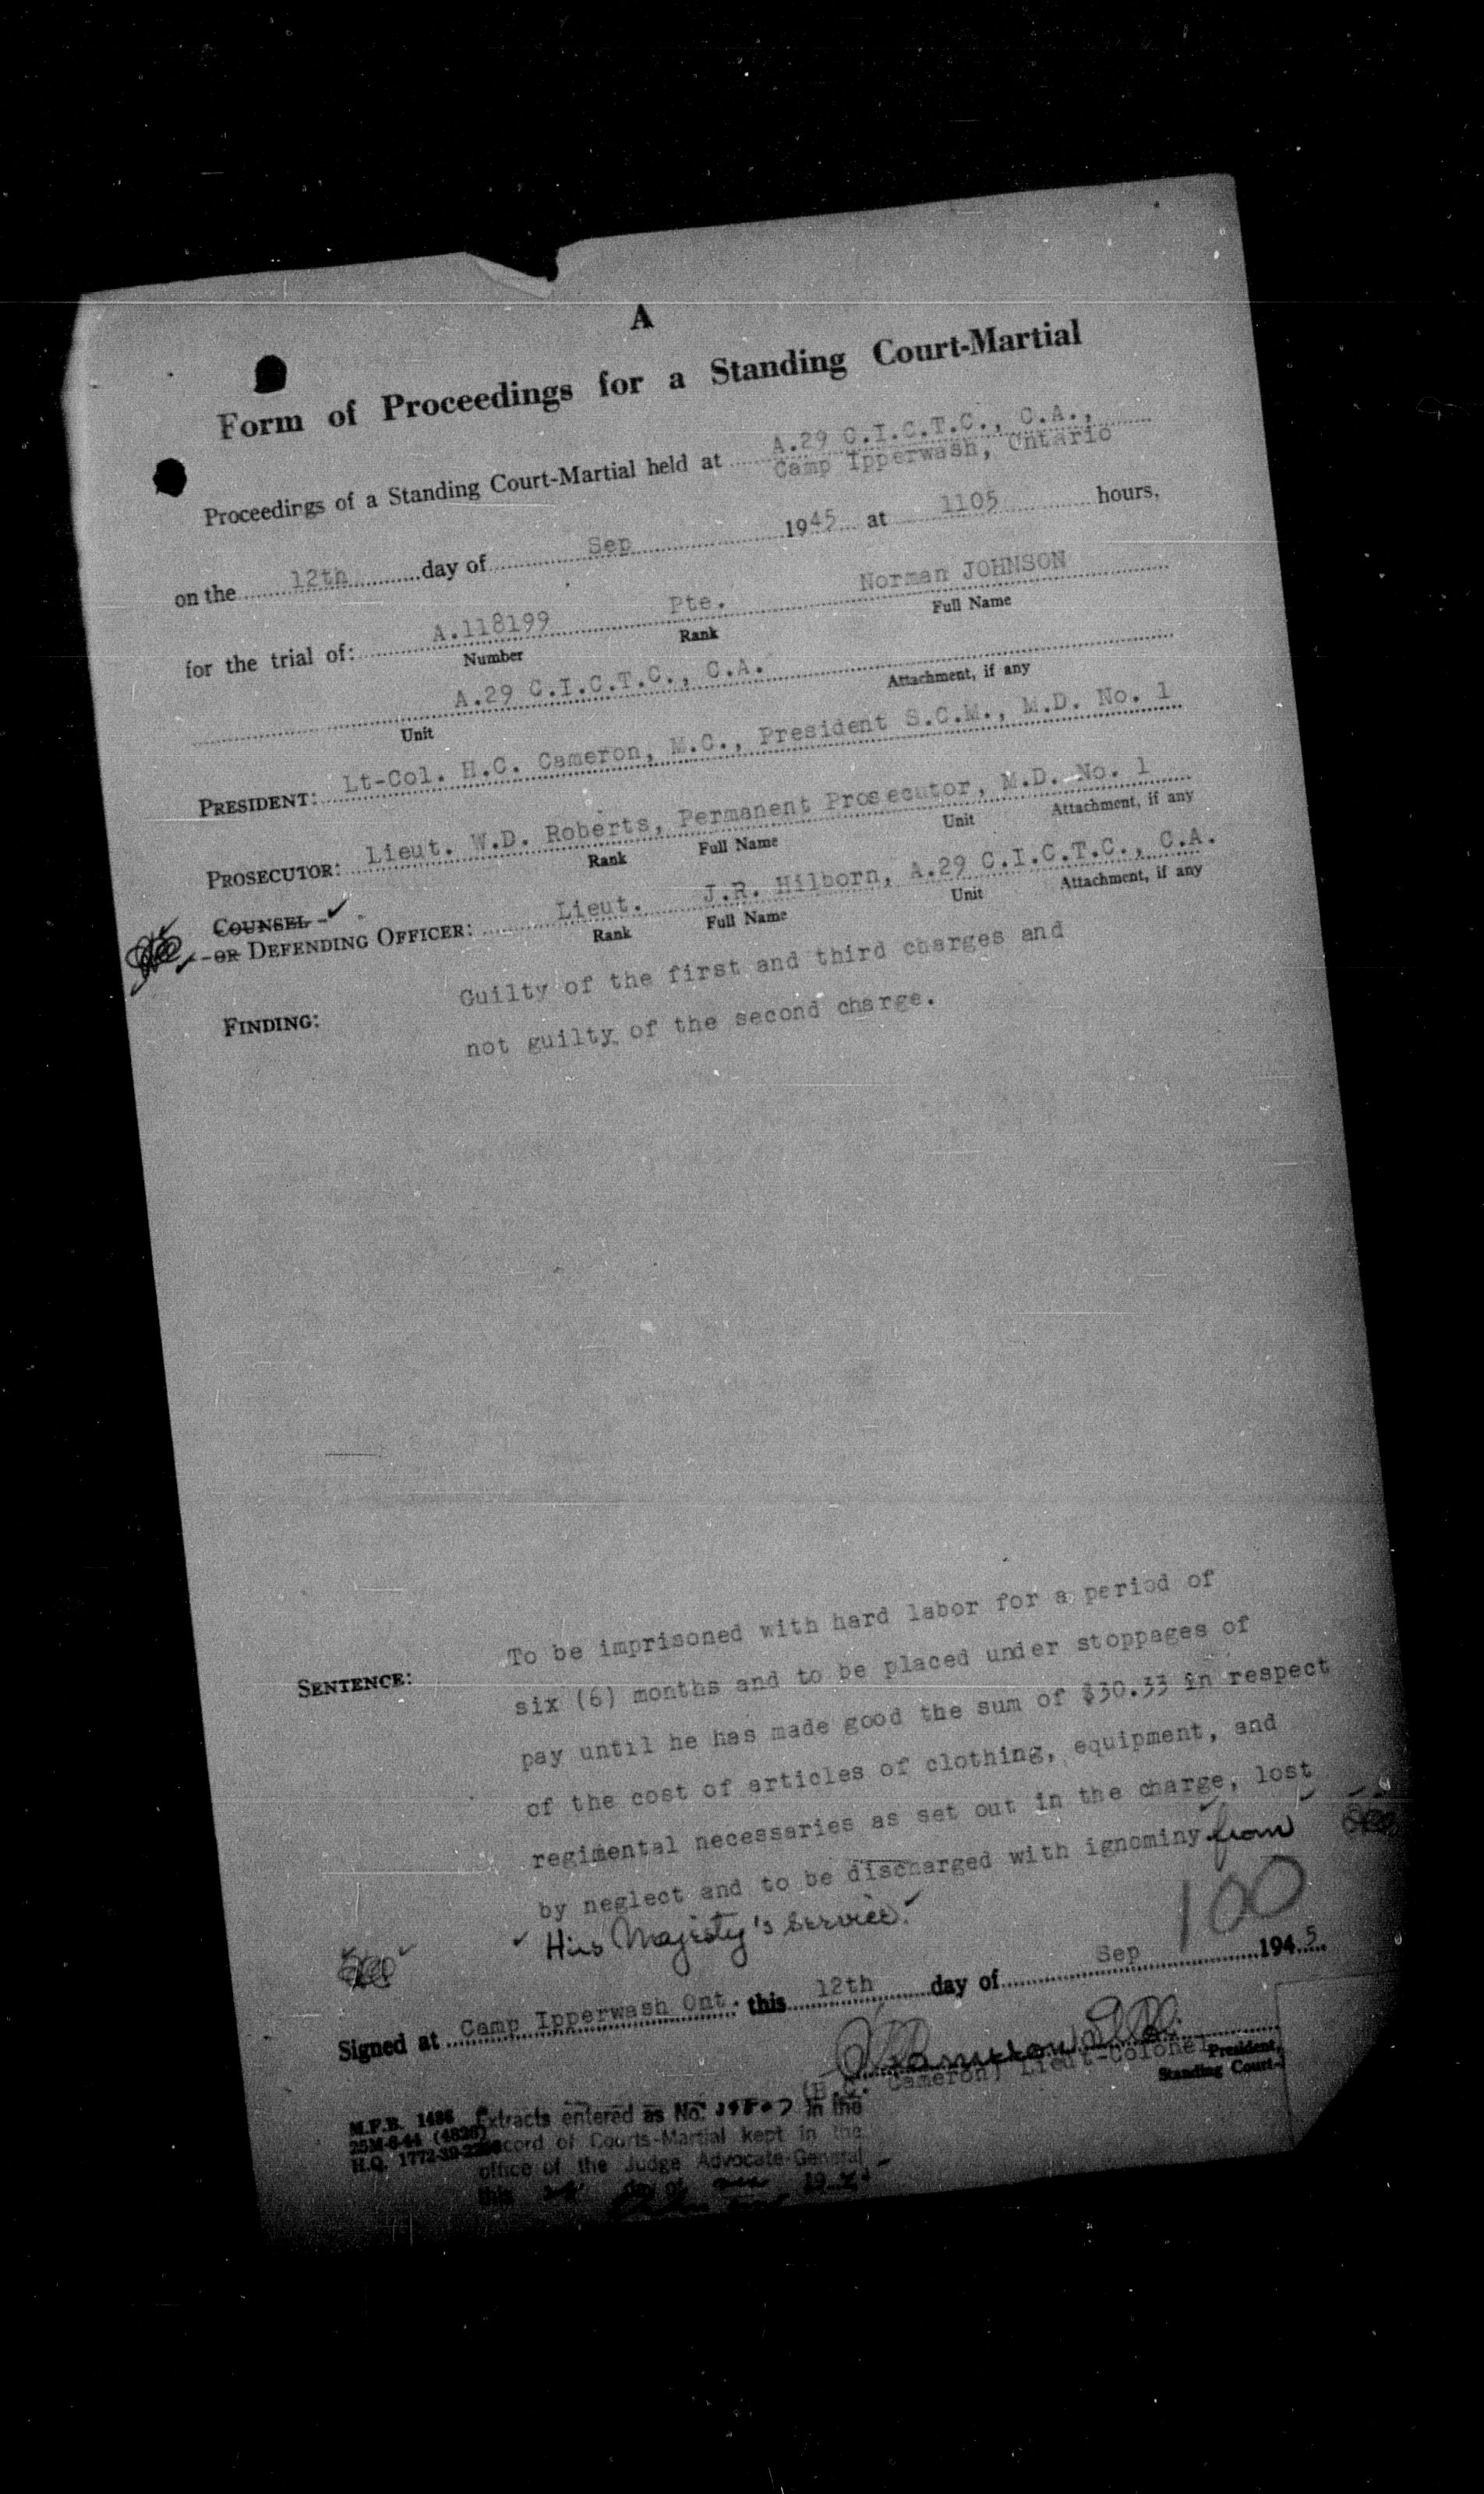 A
Form of Proceedings for a Standing Court-Martial
Proceedings of a Standing Court-Martial held at A.29 C.I.C.T.C., C.A.,
Camp Ipperwash, Ontario
on the 12th day of Sep 1945 at 1105 hours,
for the trial of: A.118199 Pte. Norman JOHNSON
Number Rank Full Name
A.29 C.I.C.T.C., C.A.
Unit Attachment, if any
PRESIDENT: Lt-Col. H.C. Cameron, M.C., President S.C.M., M.D. No. 1
PROSECUTOR: Lieut. W.D. Roberts, Permanent Prosecutor, M.D. No. 1
Rank Full Name Unit Attachment, if any
COUNSEL
or DEFENDING OFFICER: Lieut. J.R. Hilborn, A.29 C.I.C.T.C., C.A.
Rank Full Name Unit Attachment, if any
FINDING: Guilty of the first and third charges and
not guilty of the second charge.
SENTENCE: To be imprisoned with hard labor for a period of
six (6) months and to be placed under stoppages of
pay until he has made good the sum of $30.33 in respect
of the cost of articles of clothing, equipment, and
regimental necessaries as set out in the charge, lost
by neglect and to be discharged with ignominy from
His Majesty's Service.
100
Signed at Camp Ipperwash Ont. this 12th day of Sep 1945
(H.C. Cameron) Lieut-Colonel President,
Standing Court-
M.F.B. 1486
25M-6-44 (4826)
H.Q. 1772-39-
Extracts entered as No. in the
record of Courts-Martial kept in the
office of the Judge Advocate-General
this day of 19